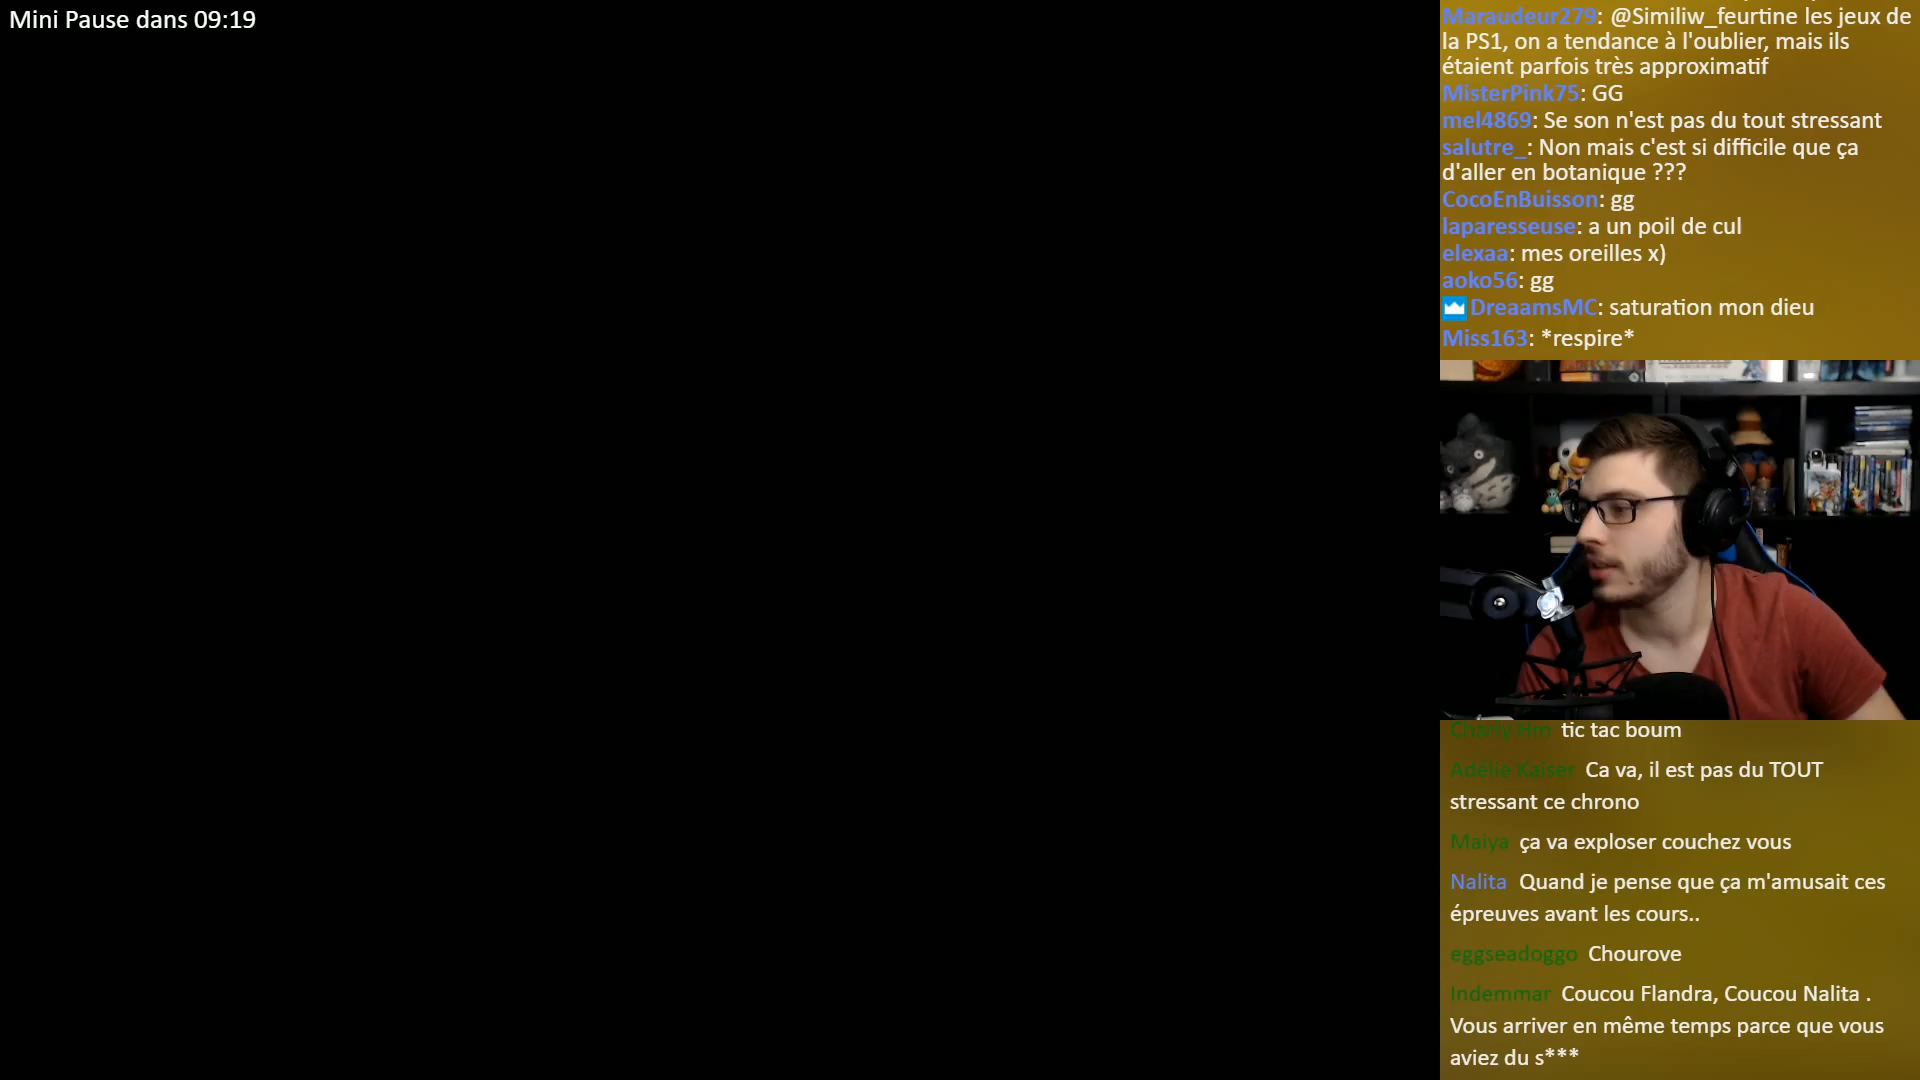 Mini Pause dans 09:19
Maraudeur279: @Similiw_feurtine les jeux de
la PS1, on a tendance à l'oublier, mais ils
étaient parfois très approximatif
MisterPink75: GG
mel4869: Se son n'est pas du tout stressant
salutre_: Non mais c'est si difficile que ça
d'aller en botanique ???
CocoEnBuisson: gg
laparesseuse: a un poil de cul
elexaa: mes oreilles x)
aoko56: gg
DreaamsMC: saturation mon dieu
Miss163: *respire*
Charly Hm tic tac boum
Adélie Kaiser Ca va, il est pas du TOUT
stressant ce chrono
Maiya ça va exploser couchez vous
Nalita Quand je pense que ça m'amusait ces
épreuves avant les cours..
eggseadoggo Chourove
Indemmar Coucou Flandra, Coucou Nalita .
Vous arriver en même temps parce que vous
aviez du s***